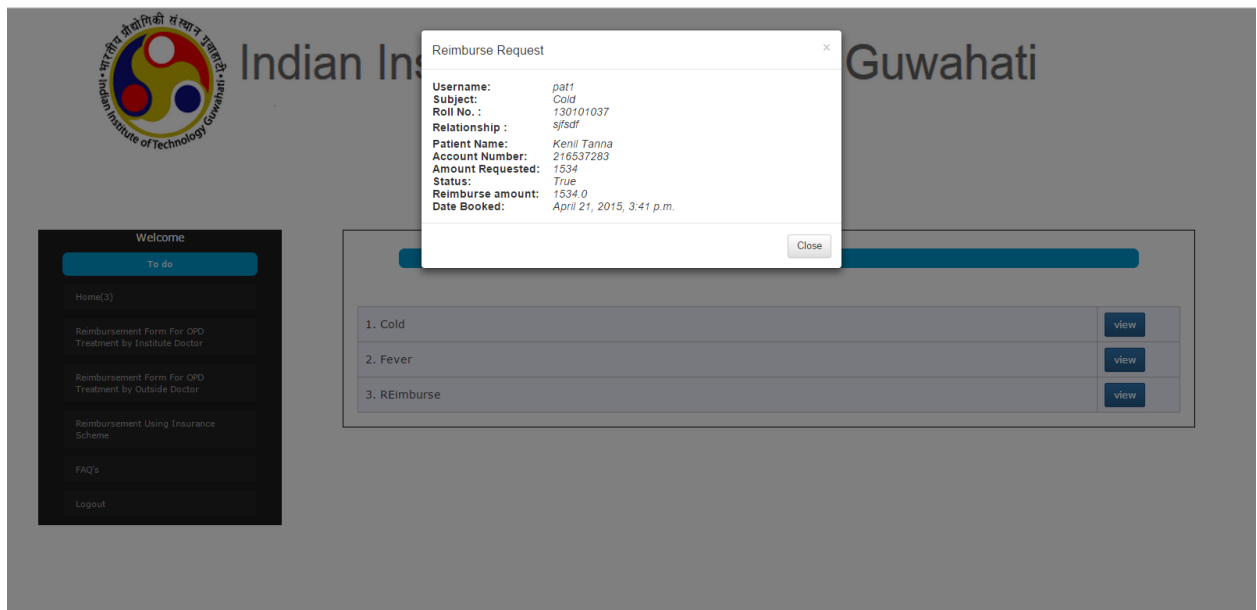 भारतीय प्रौद्योगिकी संस्थान गुवाहाटी
Indian Institute of Technology Guwahati
Indian Ins
Guwahati
Reimburse Request
×
Username: pat1
Subject: Cold
Roll No. : 130101037
Relationship : sjfsdf
Patient Name: Kenil Tanna
Account Number: 216537283
Amount Requested: 1534
Status: True
Reimburse amount: 1534.0
Date Booked: April 21, 2015, 3:41 p.m.
Close
Welcome
To do
Home(3)
Reimbursement Form For OPD
Treatment by Institute Doctor
Reimbursement Form For OPD
Treatment by Outside Doctor
Reimbursement Using Insurance
Scheme
FAQ's
Logout
1. Cold view
2. Fever view
3. REimburse view